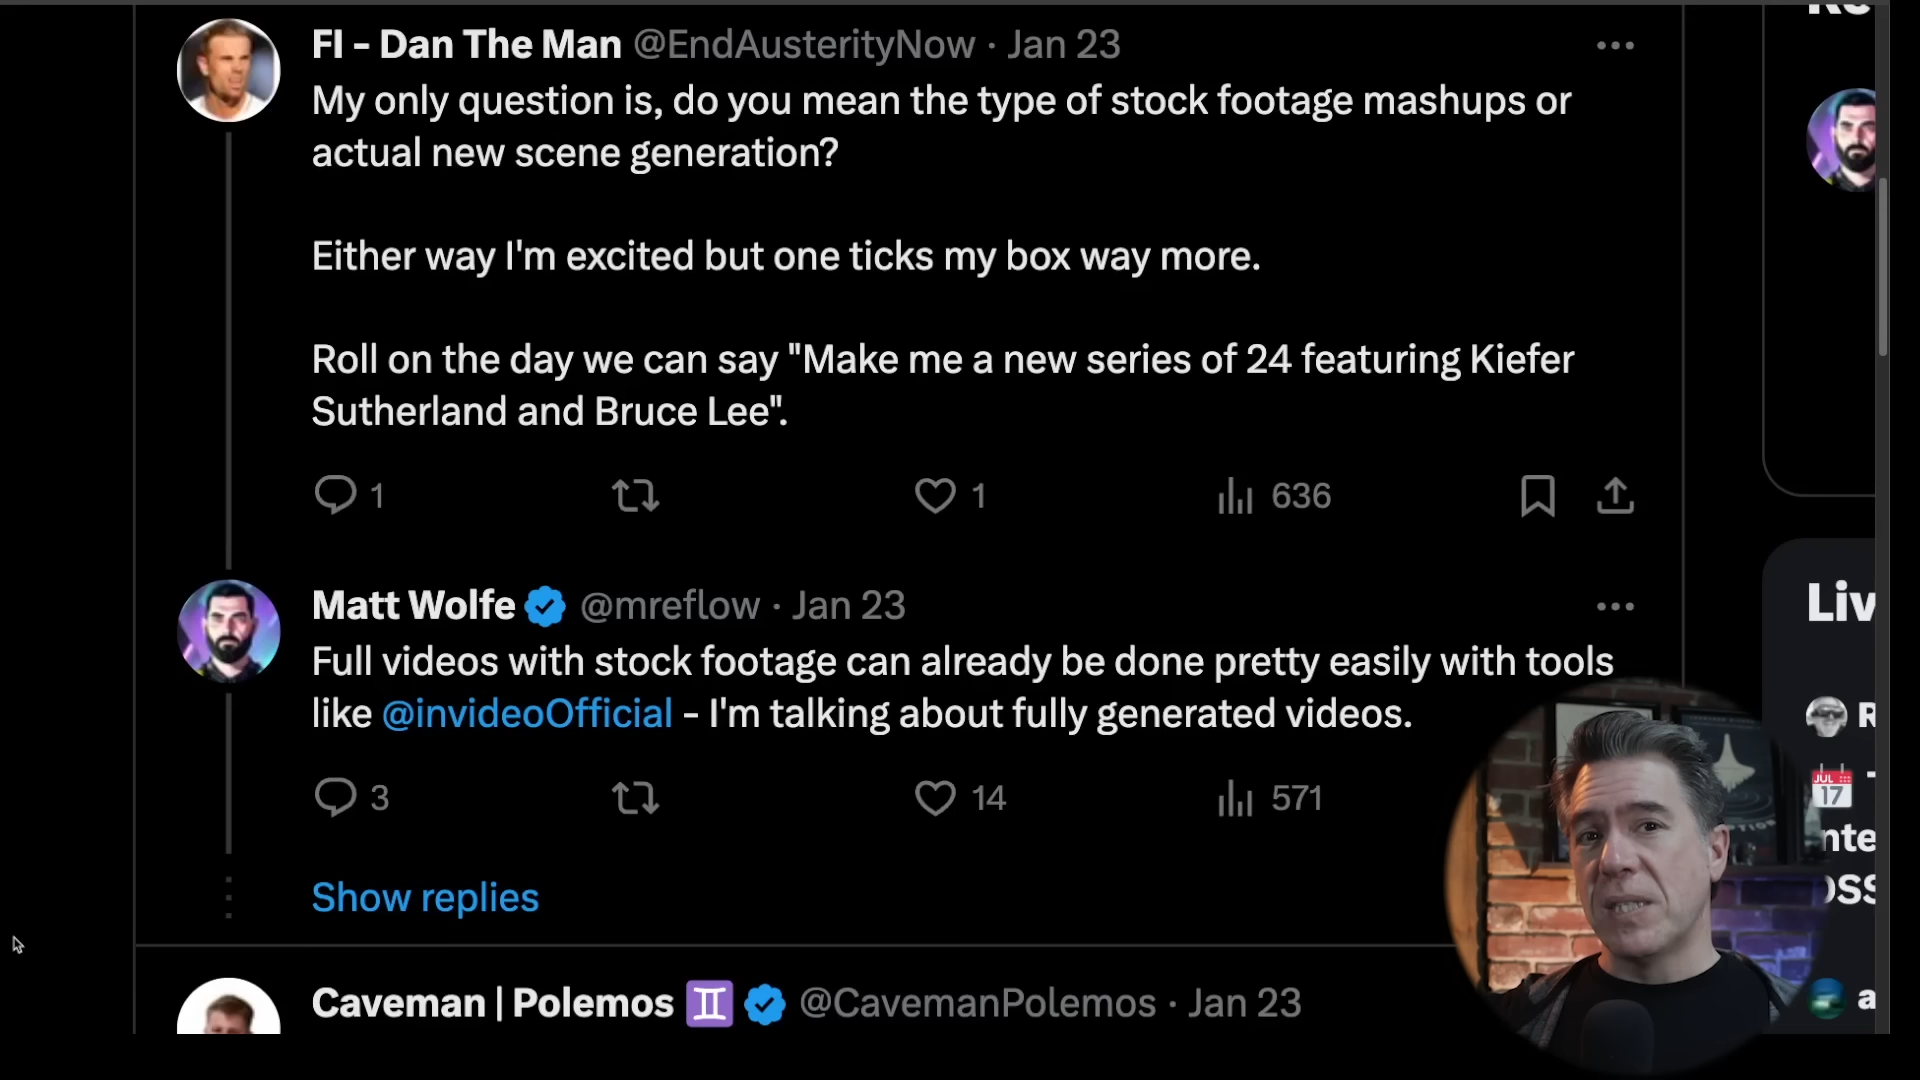 FI - Dan The Man @EndAusterityNow · Jan 23
My only question is, do you mean the type of stock footage mashups or
actual new scene generation?
Either way I'm excited but one ticks my box way more.
Roll on the day we can say "Make me a new series of 24 featuring Kiefer
Sutherland and Bruce Lee".
1 1 636
Matt Wolfe @mreflow · Jan 23
Full videos with stock footage can already be done pretty easily with tools
like @invideoOfficial - I'm talking about fully generated videos.
3 14 571
Show replies
Caveman | Polemos ♊ @CavemanPolemos · Jan 23
Liv
R
JUL
17
nte
a